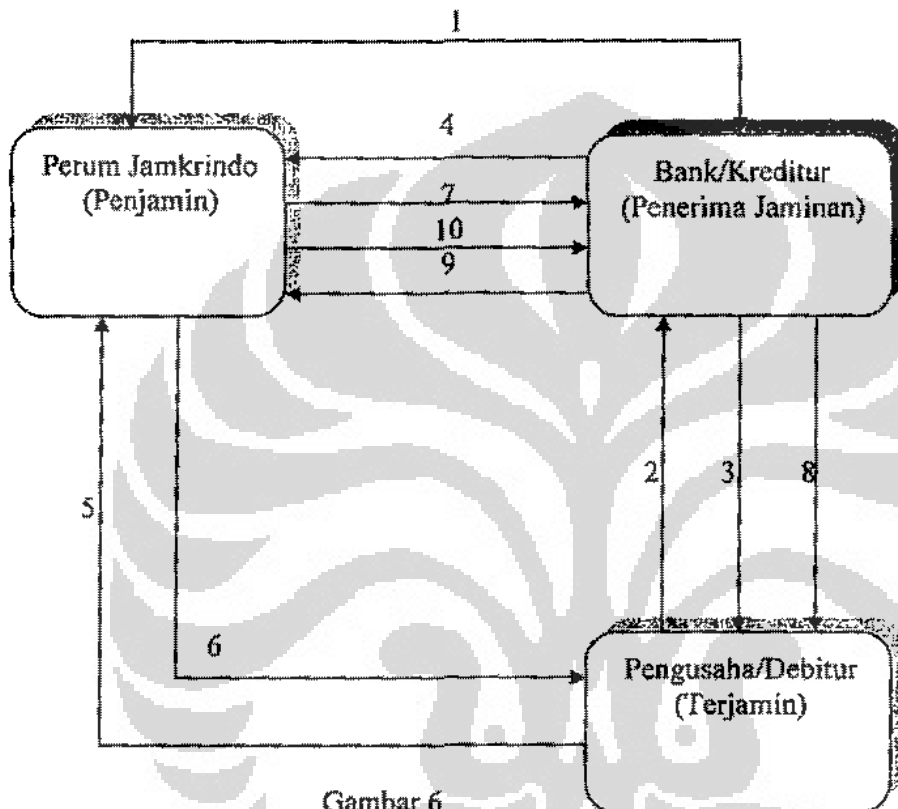 1
Perum Jamkrindo
(Penjamin)
4
7
10
9
Bank/Kreditur
(Penerima Jaminan)
5
6
2
3
8
Pengusaha/Debitur
(Terjamin)
Gambar 6